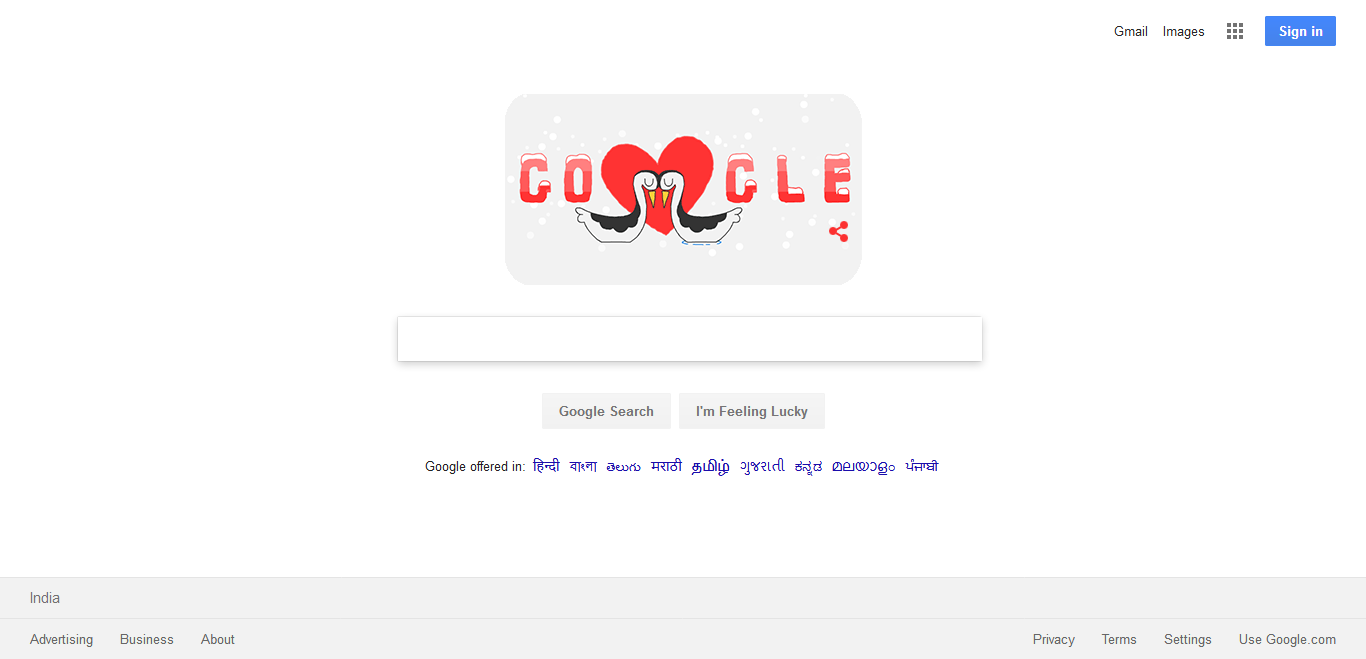 Gmail Images Sign in
GOOGLE
Google Search I'm Feeling Lucky
Google offered in: हिन्दी বাংলা తెలుగు मराठी தமிழ் ગુજરાતી ಕನ್ನಡ മലയാളം ਪੰਜਾਬੀ
India
Advertising Business About Privacy Terms Settings Use Google.com